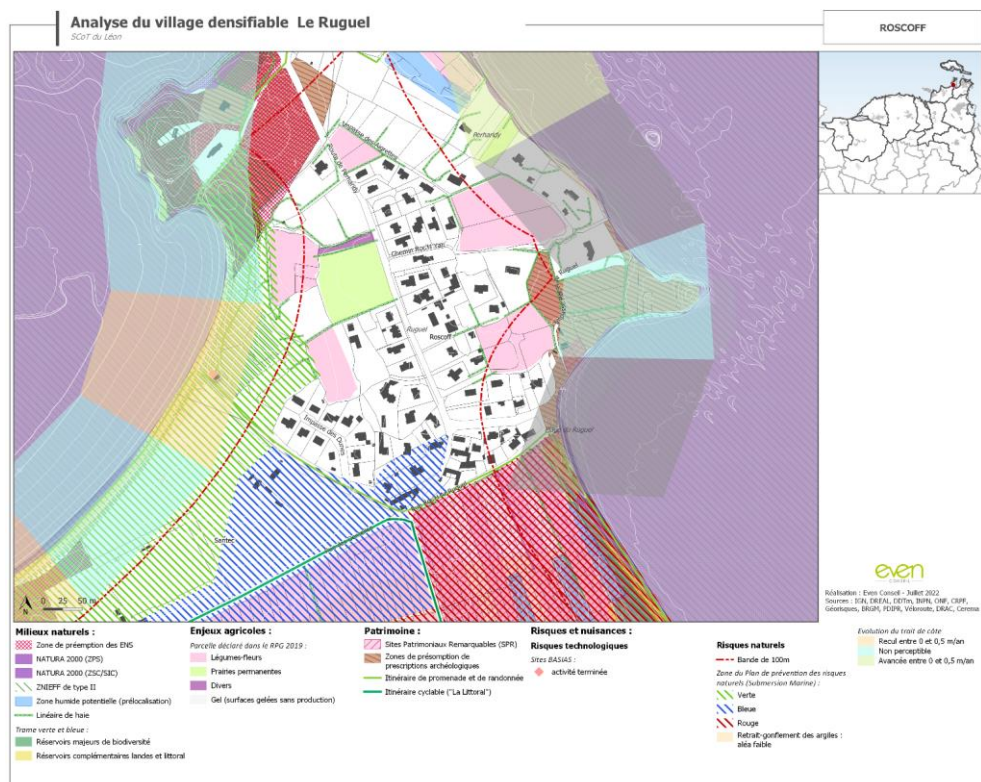 Analyse du village densifiable Le Ruguel
SCoT du Léon
ROSCOFF
Perhandy
Chemin Roc'h Van
Ruguel
Ruguel
Roscoff
Impasse des Dunes
Santec
N
0 25 50 m
even
CONSEIL
Réalisation : Even Conseil - Juillet 2022
Sources : IGN, DREAL, DDTm, INPN, ONF, CRPF,
Géorisques, BRGM, PDIPR, Véloroute, DRAC, Cerema
Milieux naturels :
Zone de préemption des ENS
NATURA 2000 (ZPS)
NATURA 2000 (ZSC/SIC)
ZNIEFF de type II
Zone humide potentielle (prélocalisation)
Linéaire de haie
Trame verte et bleue :
Réservoirs majeurs de biodiversité
Réservoirs complémentaires landes et littoral
Enjeux agricoles :
Parcelle déclaré dans le RPG 2019 :
Légumes-fleurs
Prairies permanentes
Divers
Gel (surfaces gelées sans production)
Patrimoine :
Sites Patrimoniaux Remarquables (SPR)
Zones de présomption de
prescriptions archéologiques
Itinéraire de promenade et de randonnée
Itinéraire cyclable ("La Littoral")
Risques et nuisances :
Risques technologiques
Sites BASIAS :
activité terminée
Risques naturels
Bande de 100m
Zone du Plan de prévention des risques
naturels (Submersion Marine) :
Verte
Bleue
Rouge
Retrait-gonflement des argiles :
aléa faible
Evolution du trait de côte
Recul entre 0 et 0,5 m/an
Non perceptible
Avancée entre 0 et 0,5 m/an